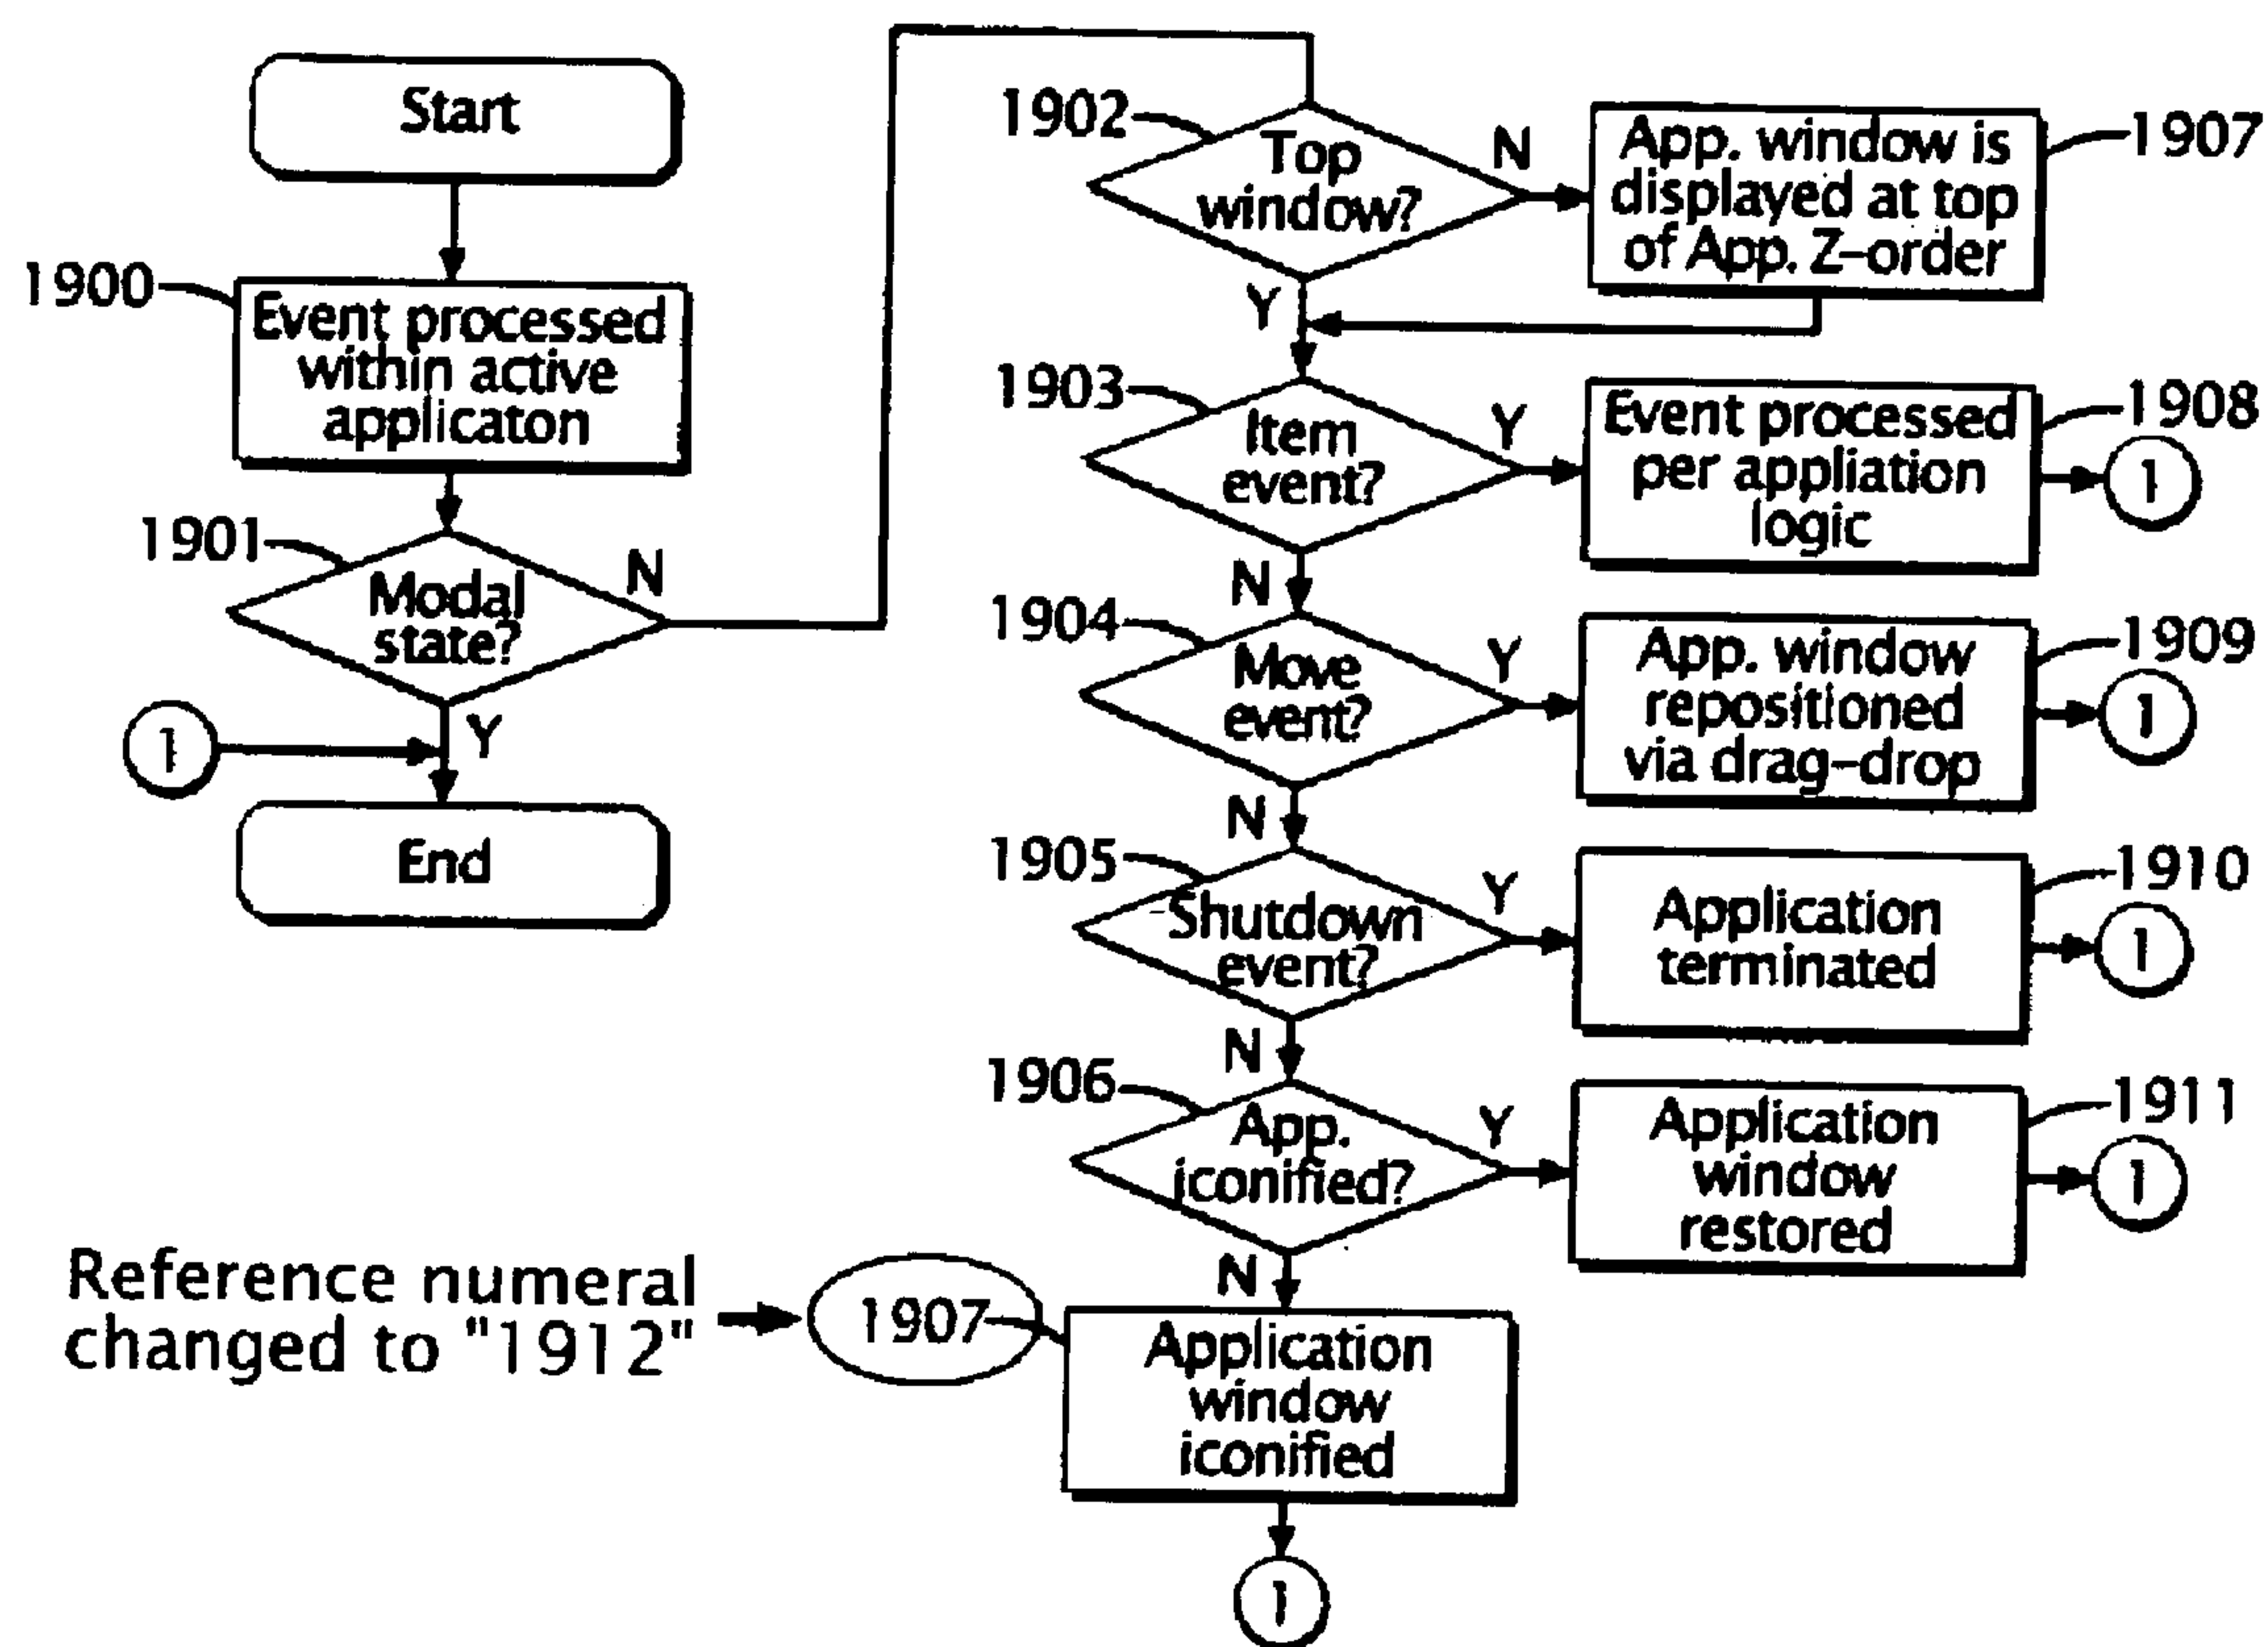 Start
1900
Event processed
within active
applicaton
1901
Modal
state?
N
Y
1
End
1902
Top
window?
N
Y
App. window is
displayed at top
of App. Z-order
1907
1903
Item
event?
Y
N
Event processed
per appliation
logic
1908
1
1904
Move
event?
Y
N
App. window
repositioned
via drag-drop
1909
1
1905
Shutdown
event?
Y
N
Application
terminated
1910
1
1906
App.
iconified?
Y
N
Application
window
restored
1911
1
Reference numeral
changed to "1912"
1907
Application
window
iconified
1